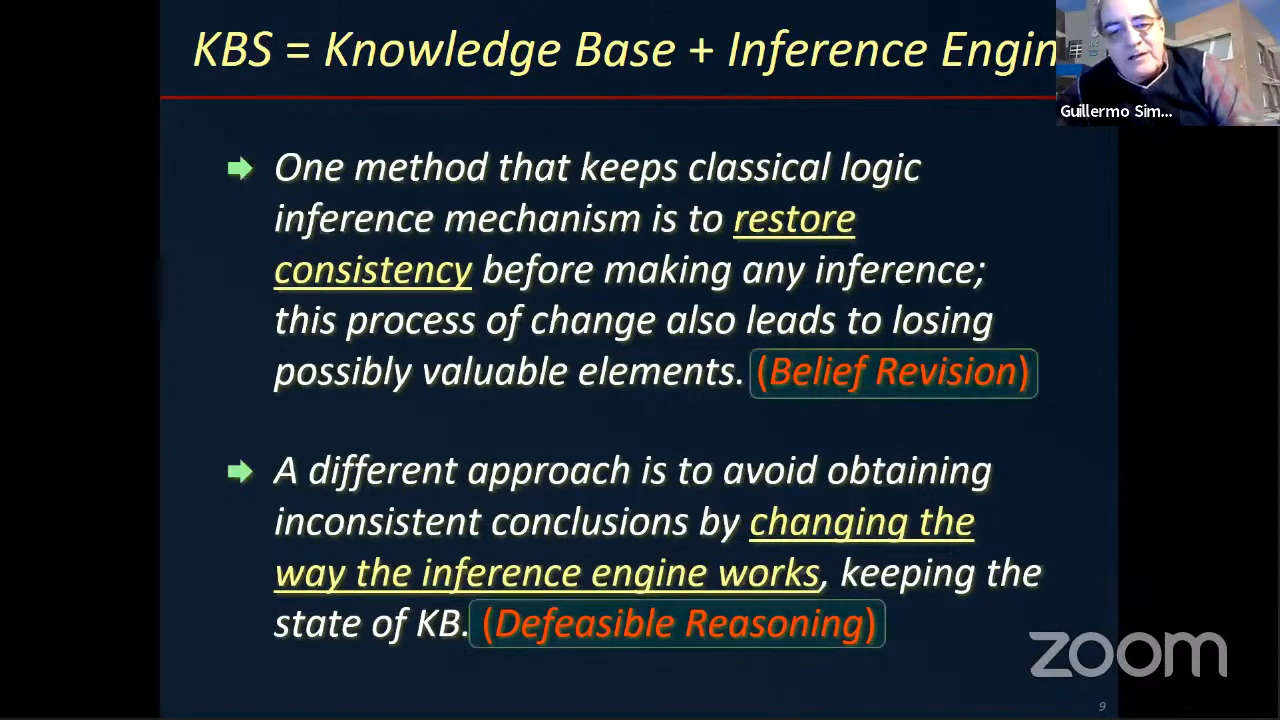 KBS = Knowledge Base + Inference Engin
Guillermo Sim...
One method that keeps classical logic
inference mechanism is to restore
consistency before making any inference;
this process of change also leads to losing
possibly valuable elements. (Belief Revision)
A different approach is to avoid obtaining
inconsistent conclusions by changing the
way the inference engine works, keeping the
state of KB. (Defeasible Reasoning)
zoom
9